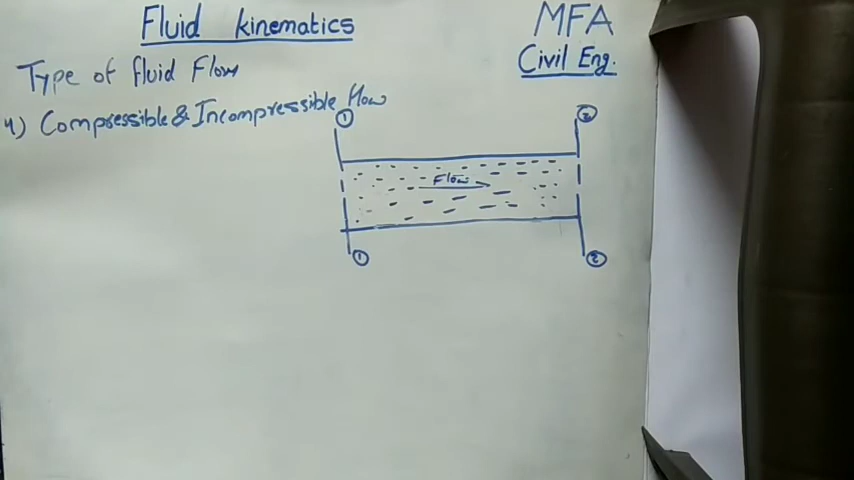 Fluid kinematics
MFA
Civil Eng.
Type of fluid Flow
4) Compressible & Incompressible flow
1
2
Flow
1
2